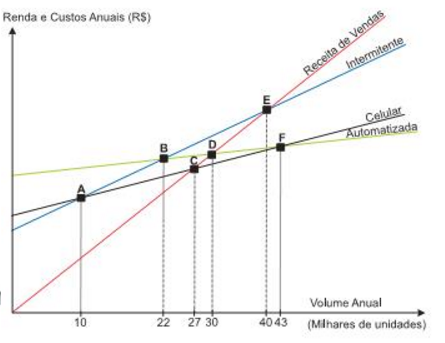 Renda e Custos Anuais (R$)
Receita de Vendas
Intermitente
E
Celular
Automatizada
B
D
F
C
A
Volume Anual
10
22
27
30
40
43
(Milhares de unidades)